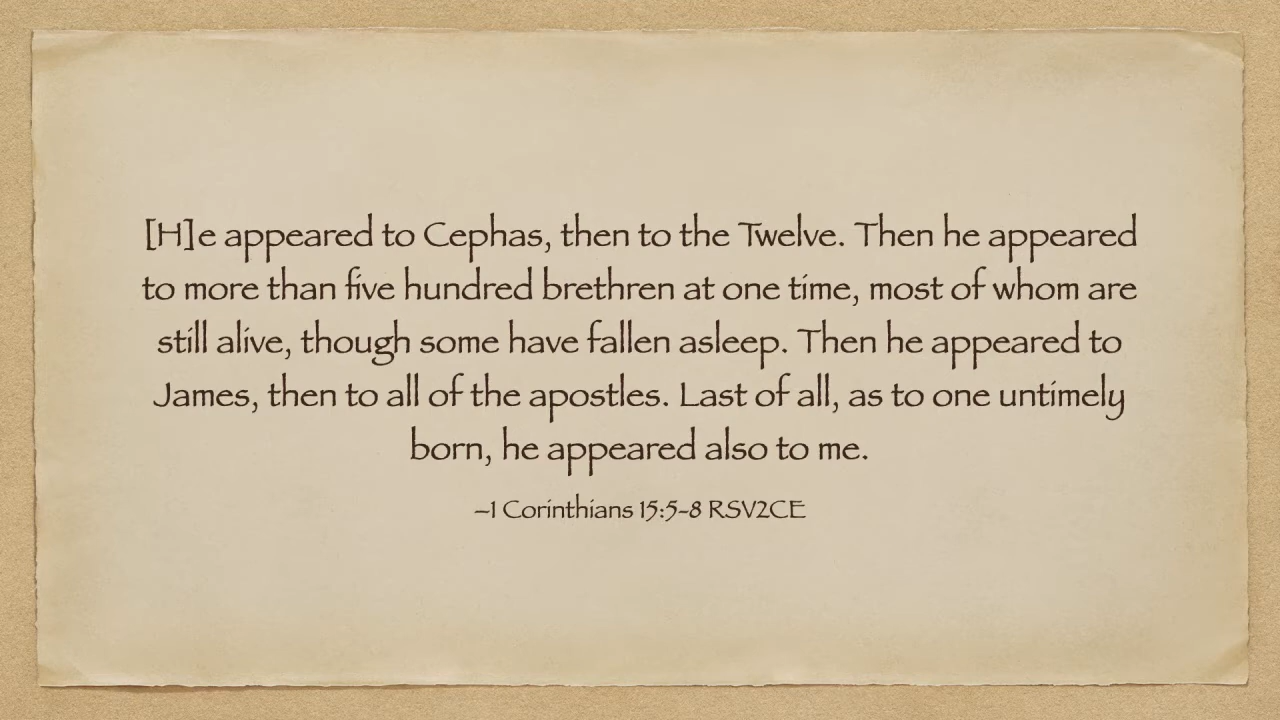 [H]e appeared to Cephas, then to the Twelve. Then he appeared
to more than five hundred brethren at one time, most of whom are
still alive, though some have fallen asleep. Then he appeared to
James, then to all of the apostles. Last of all, as to one untimely
born, he appeared also to me.
–1 Corinthians 15:5-8 RSV2CE